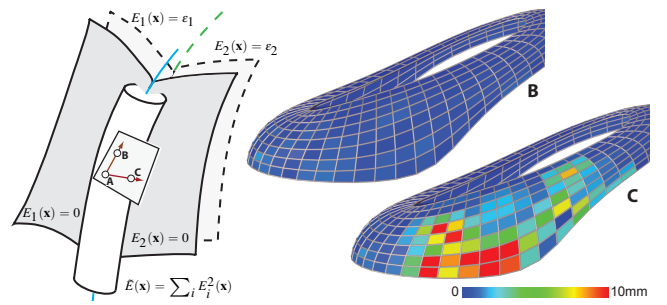 E₁(x) = ε₁
E₂(x) = ε₂
B
B
A
C
E₁(x) = 0
E₂(x) = 0
C
Ē(x) = ∑ᵢ Eᵢ²(x)
0 10mm